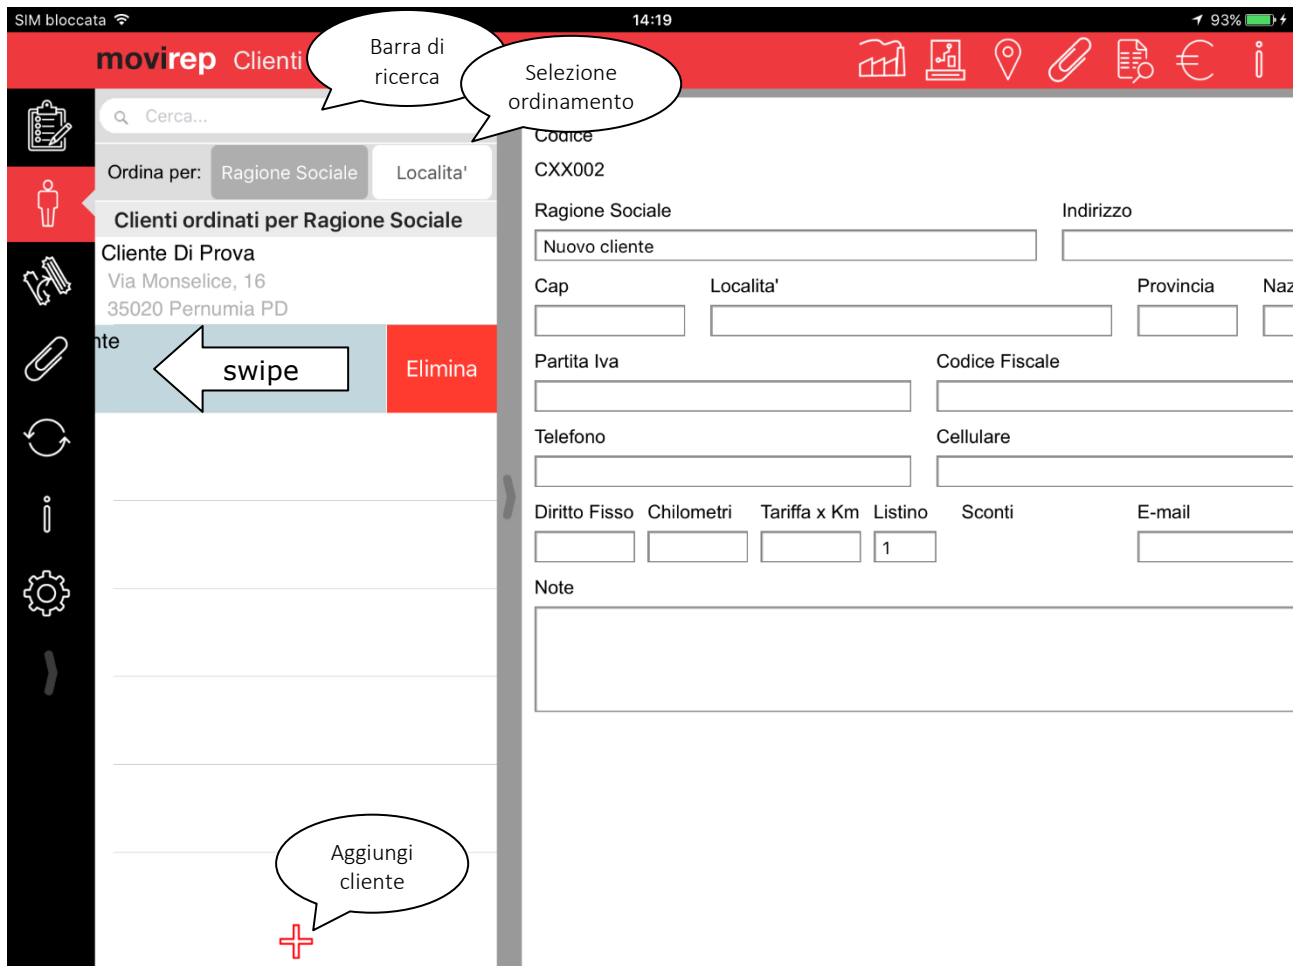 SIM bloccata
14:19
93%
movirep Clienti
Barra di
ricerca
Selezione
ordinamento
Cerca...
Ordina per:
Ragione Sociale
Localita'
Clienti ordinati per Ragione Sociale
Cliente Di Prova
Via Monselice, 16
35020 Pernumia PD
nte
swipe
Elimina
Aggiungi
cliente
Codice
CXX002
Ragione Sociale Indirizzo
Nuovo cliente
Cap Localita' Provincia Naz
Partita Iva Codice Fiscale
Telefono Cellulare
Diritto Fisso Chilometri Tariffa x Km Listino Sconti E-mail
1
Note